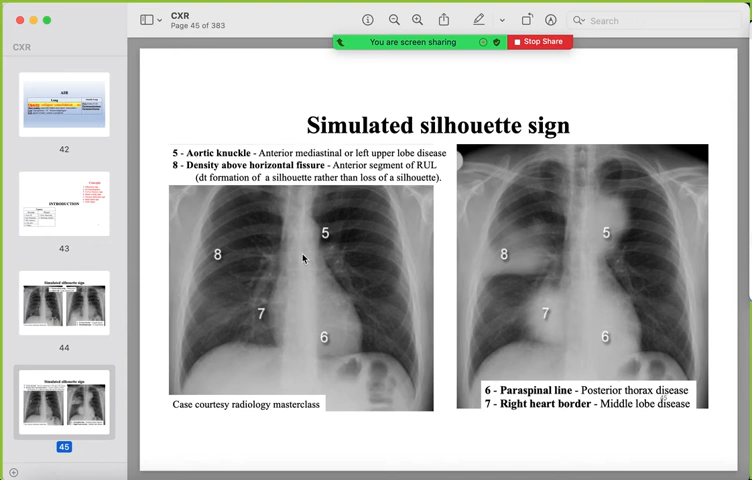 CXR
Page 45 of 383
Search
You are screen sharing
Stop Share
CXR
42
43
INTRODUCTION
44
Simulated silhouette sign
45
Simulated silhouette sign
Simulated silhouette sign
5 - Aortic knuckle - Anterior mediastinal or left upper lobe disease
8 - Density above horizontal fissure - Anterior segment of RUL
(dt formation of a silhouette rather than loss of a silhouette).
5
8
7
6
Case courtesy radiology masterclass
5
8
7
6
6 - Paraspinal line - Posterior thorax disease
7 - Right heart border - Middle lobe disease